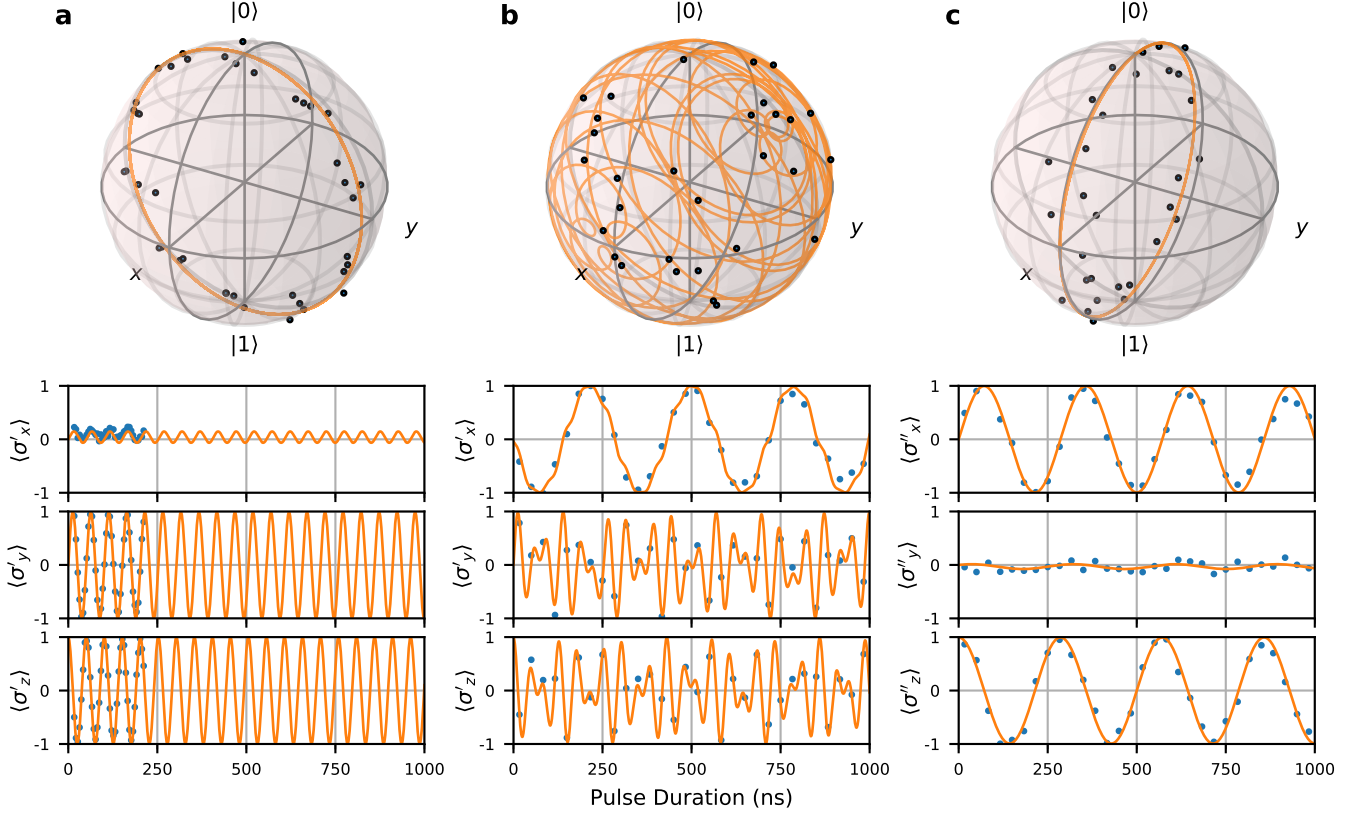 a |0⟩ b |0⟩ c |0⟩
y y y
x x x
|1⟩ |1⟩ |1⟩
1 1 1
⟨σ′x⟩ 0 ⟨σ′x⟩ 0 ⟨σ″x⟩ 0
-1 -1 -1
1 1 1
⟨σ′y⟩ 0 ⟨σ′y⟩ 0 ⟨σ″y⟩ 0
-1 -1 -1
1 1 1
⟨σ′z⟩ 0 ⟨σ′z⟩ 0 ⟨σ″z⟩ 0
-1 -1 -1
0 250 500 750 1000 0 250 500 750 1000 0 250 500 750 1000
Pulse Duration (ns)